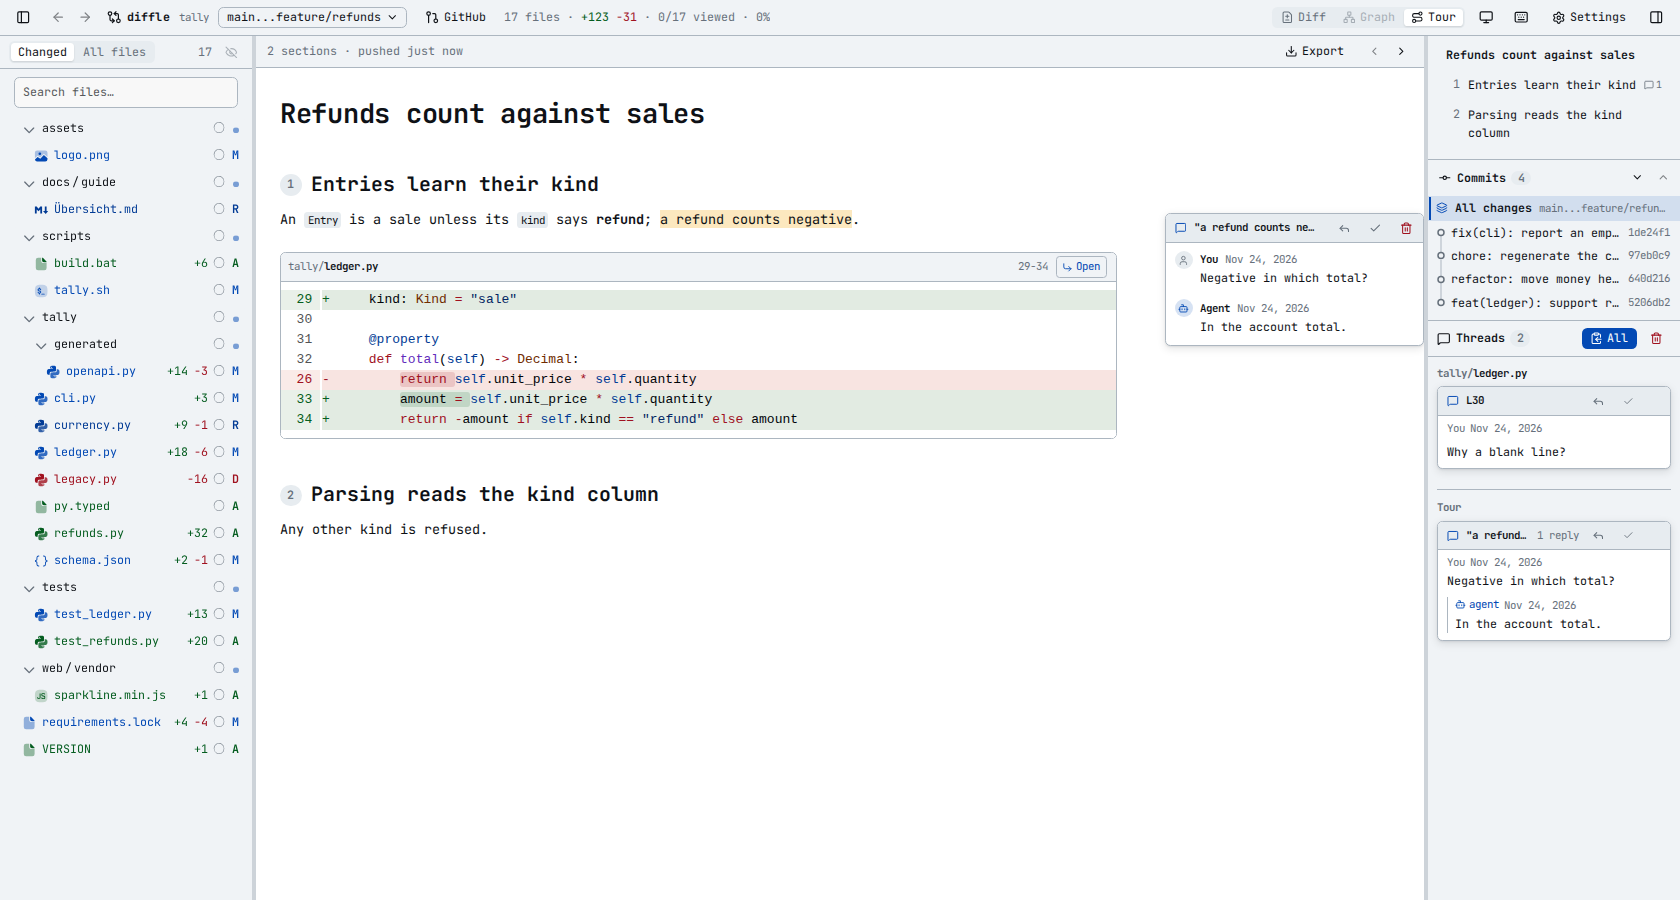 diffle tally main...feature/refunds GitHub 17 files · +123 -31 · 0/17 viewed · 0% Diff Graph Tour Settings
Changed All files 17
Search files…
assets
logo.png M
docs/guide
Übersicht.md R
scripts
build.bat +6 A
tally.sh M
tally
generated
openapi.py +14 -3 M
cli.py +3 M
currency.py +9 -1 R
ledger.py +18 -6 M
legacy.py -16 D
py.typed A
refunds.py +32 A
schema.json +2 -1 M
tests
test_ledger.py +13 M
test_refunds.py +20 A
web/vendor
sparkline.min.js +1 A
requirements.lock +4 -4 M
VERSION +1 A
2 sections · pushed just now Export
Refunds count against sales
1 Entries learn their kind
An Entry is a sale unless its kind says refund; a refund counts negative.
tally/ledger.py 29-34 Open
29 + kind: Kind = "sale"
30
31 @property
32 def total(self) -> Decimal:
26 - return self.unit_price * self.quantity
33 + amount = self.unit_price * self.quantity
34 + return -amount if self.kind == "refund" else amount
2 Parsing reads the kind column
Any other kind is refused.
"a refund counts ne…
You Nov 24, 2026
Negative in which total?
Agent Nov 24, 2026
In the account total.
Refunds count against sales
1 Entries learn their kind 1
2 Parsing reads the kind
column
Commits 4
All changes main...feature/refun…
fix(cli): report an emp… 1de24f1
chore: regenerate the c… 97eb0c9
refactor: move money he… 640d216
feat(ledger): support r… 5206db2
Threads 2 All
tally/ledger.py
L30
You Nov 24, 2026
Why a blank line?
Tour
"a refund… 1 reply
You Nov 24, 2026
Negative in which total?
agent Nov 24, 2026
In the account total.